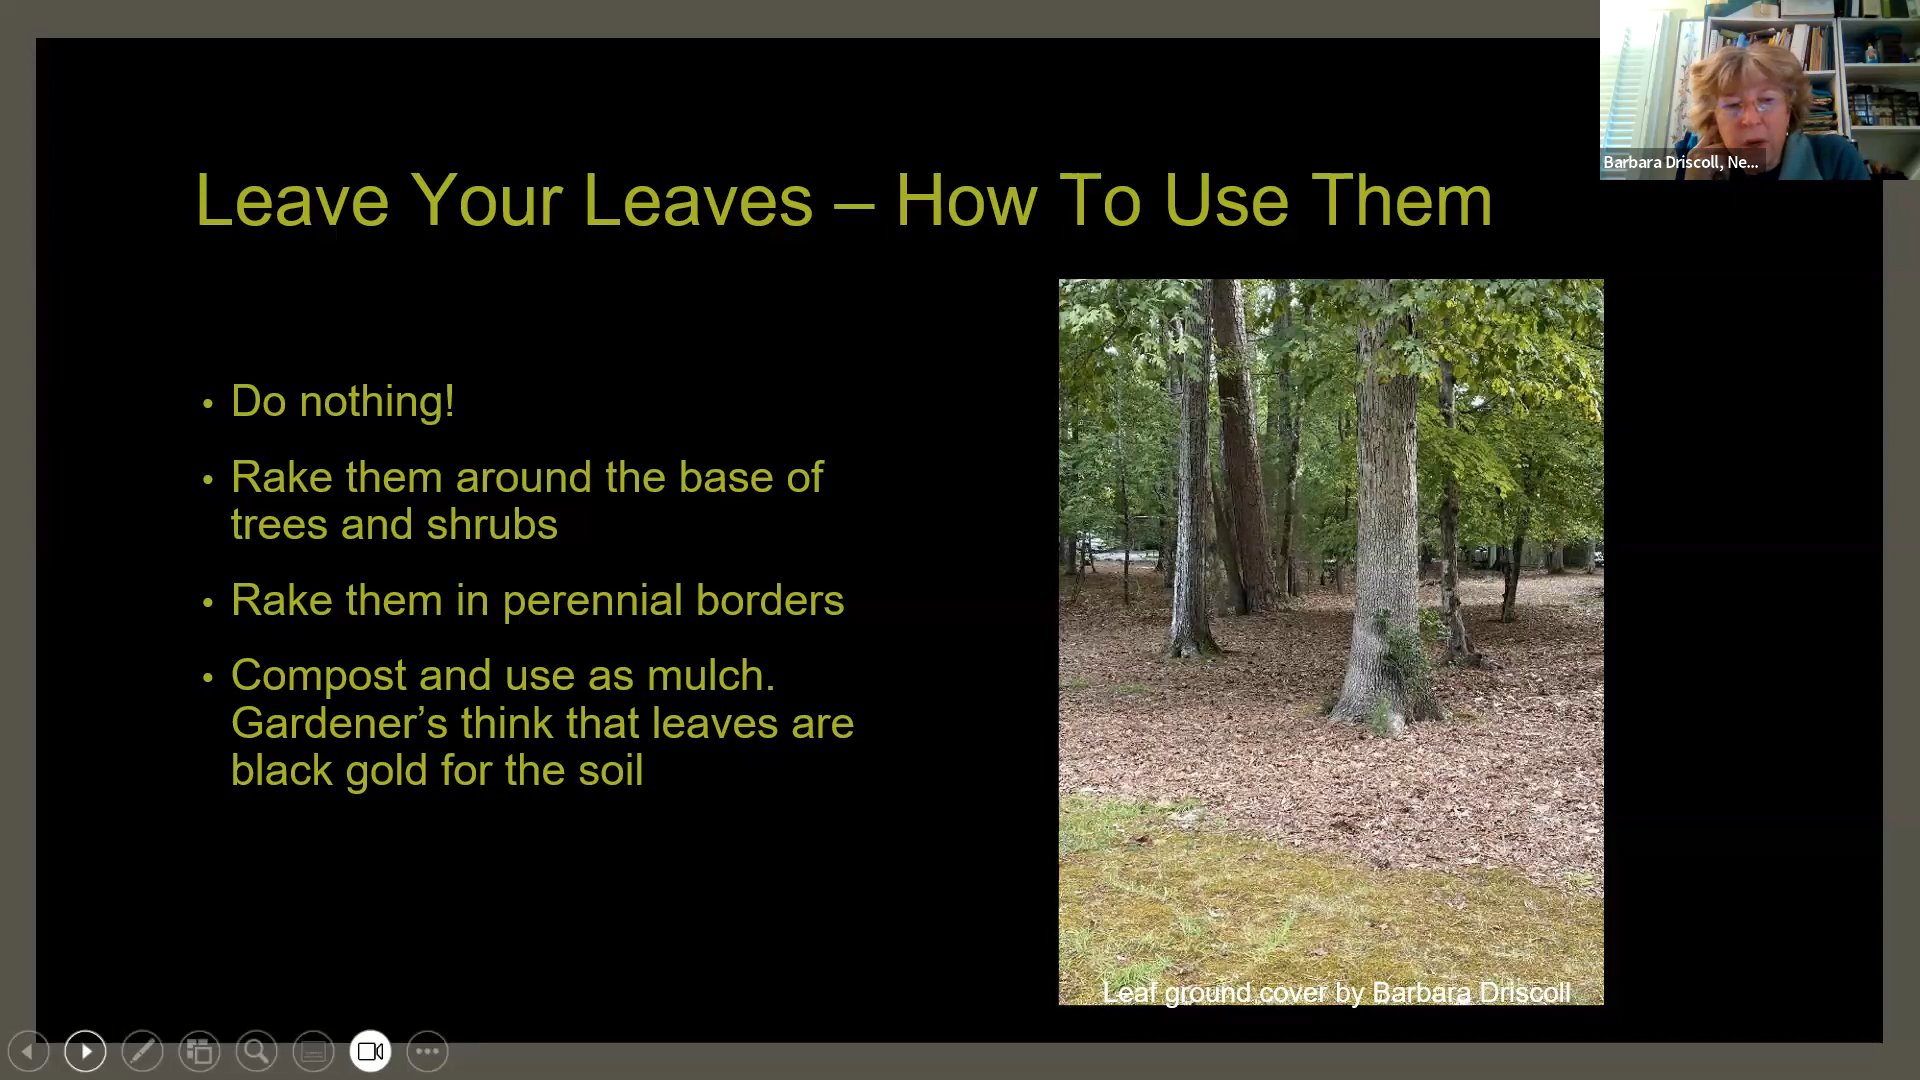 Barbara Driscoll, Ne...
Leave Your Leaves – How To Use Them
• Do nothing!
• Rake them around the base of
trees and shrubs
• Rake them in perennial borders
• Compost and use as mulch.
Gardener’s think that leaves are
black gold for the soil
Leaf ground cover by Barbara Driscoll